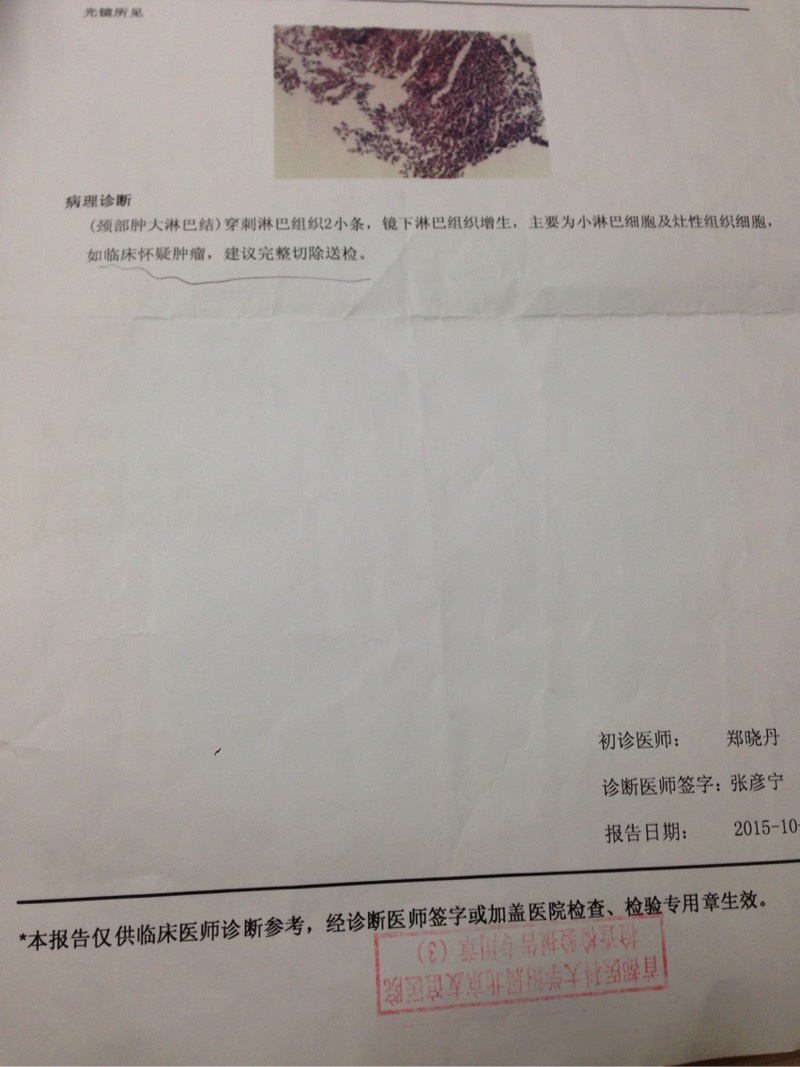 光镜所见
病理诊断
(颈部肿大淋巴结)穿刺淋巴组织2小条，镜下淋巴组织增生，主要为小淋巴细胞及灶性组织细胞，
如临床怀疑肿瘤，建议完整切除送检。
初诊医师： 郑晓丹
诊断医师签字：张彦宁
报告日期： 2015-10-
*本报告仅供临床医师诊断参考，经诊断医师签字或加盖医院检查、检验专用章生效。
首都医科大学附属北京友谊医院
检查检验报告专用章（3）